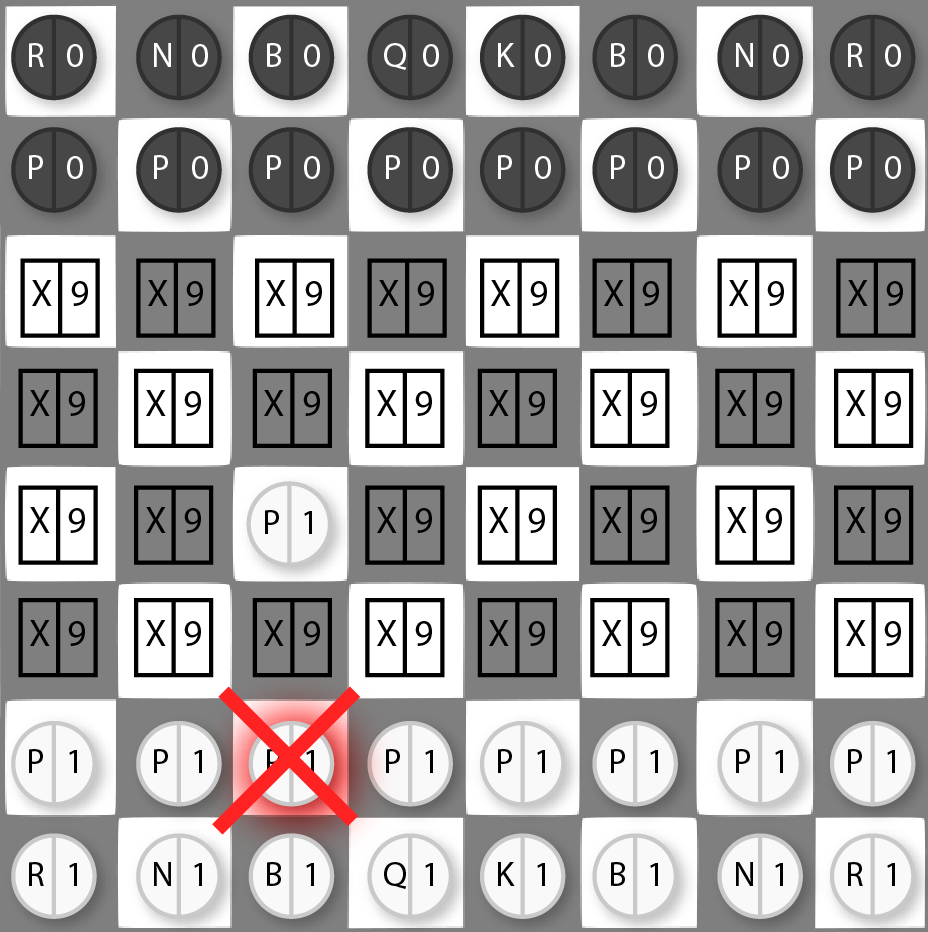 R 0 N 0 B 0 Q 0 K 0 B 0 N 0 R 0
P 0 P 0 P 0 P 0 P 0 P 0 P 0 P 0
X 9 X 9 X 9 X 9 X 9 X 9 X 9 X 9
X 9 X 9 X 9 X 9 X 9 X 9 X 9 X 9
X 9 X 9 P 1 X 9 X 9 X 9 X 9 X 9
X 9 X 9 X 9 X 9 X 9 X 9 X 9 X 9
P 1 P 1 P 1 P 1 P 1 P 1 P 1 P 1
R 1 N 1 B 1 Q 1 K 1 B 1 N 1 R 1